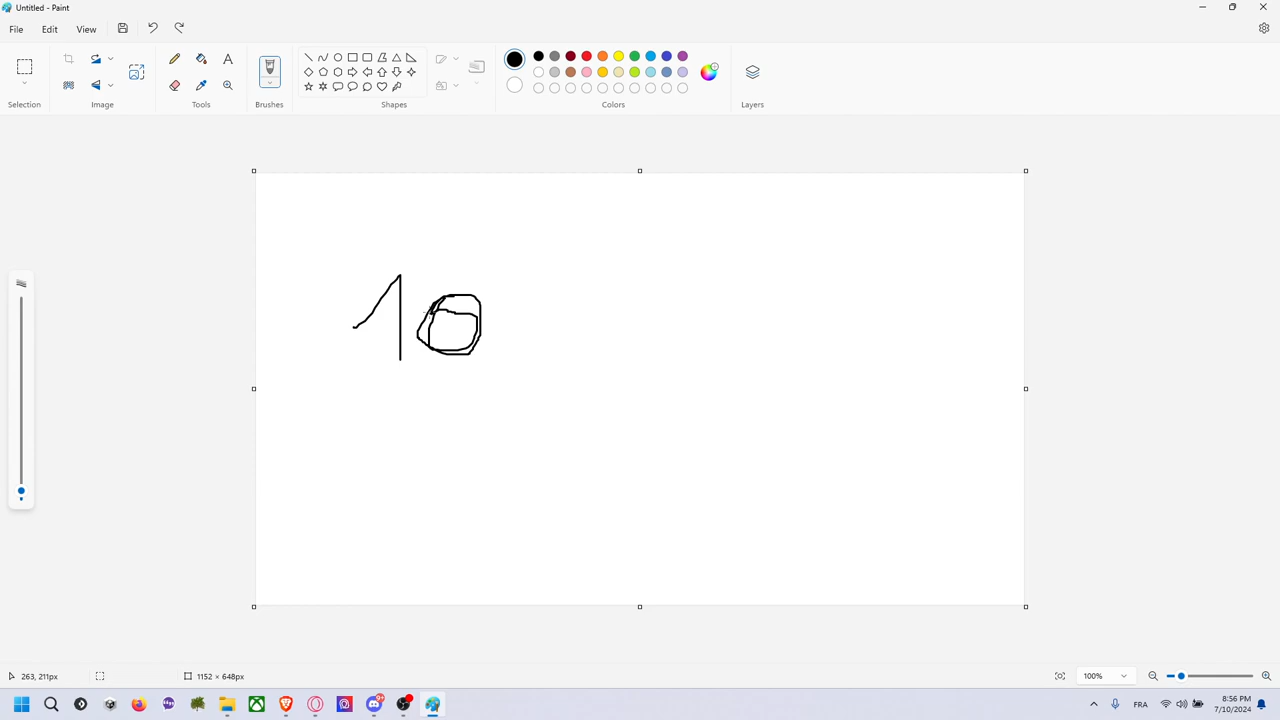 Untitled - Paint
File Edit View
Selection Image Tools Brushes Shapes Colors Layers
263, 211px 1152 × 648px 100%
FRA 8:56 PM
7/10/2024